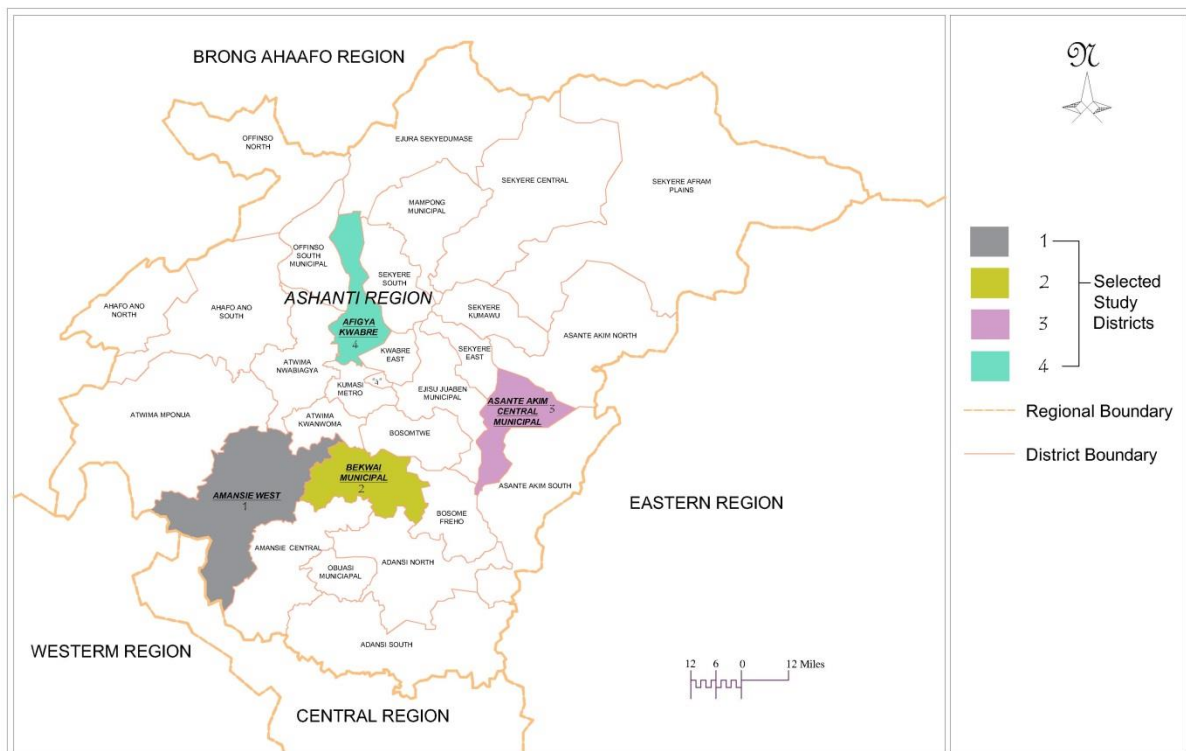 BRONG AHAAFO REGION
OFFINSO
NORTH
EJURA SEKYEDUMASE
SEKYERE CENTRAL
SEKYERE AFRAM
PLAINS
MAMPONG
MUNICIPAL
OFFINSO
SOUTH
MUNICIPAL
SEKYERE
SOUTH
ASHANTI REGION
AHAFO ANO
NORTH
AHAFO ANO
SOUTH
SEKYERE
KUMAWU
AFIGYA
KWABRE
4
ASANTE AKIM NORTH
KWABRE
EAST
SEKYERE
EAST
ATWIMA
NWABIAGYA
KUMASI
METRO
EJISU JUABEN
MUNICIPAL
ASANTE AKIM
CENTRAL
MUNICIPAL
3
ATWIMA MPONUA
ATWIMA
KWANWOMA
BOSOMTWE
BEKWAI
MUNICIPAL
2
AMANSIE WEST
1
ASANTE AKIM SOUTH
EASTERN REGION
BOSOME
FREHO
AMANSIE CENTRAL
ADANSI NORTH
OBUASI
MUNICIAPAL
ADANSI SOUTH
WESTERM REGION
CENTRAL REGION
12 6 0 12 Miles
N
1
2
3
4
Selected
Study
Districts
Regional Boundary
District Boundary